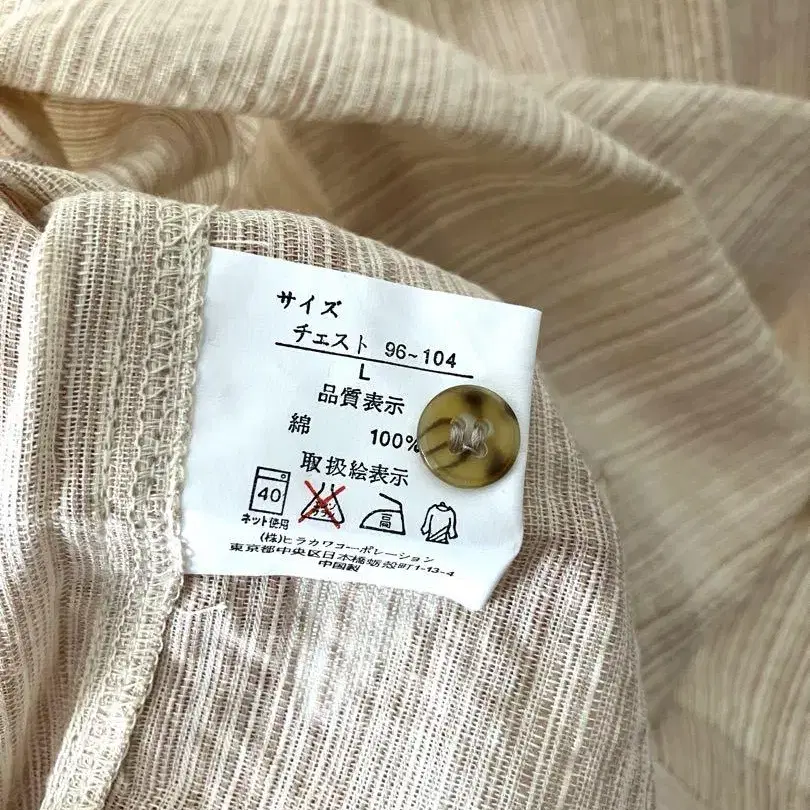 サイズ
チェスト 96~104
L
品質表示
綿 100%
取扱絵表示
40 高
ネット使用
(株)ヒラカワコーポレーション
東京都中央区日本橋蛎殻町1-13-4
中国製